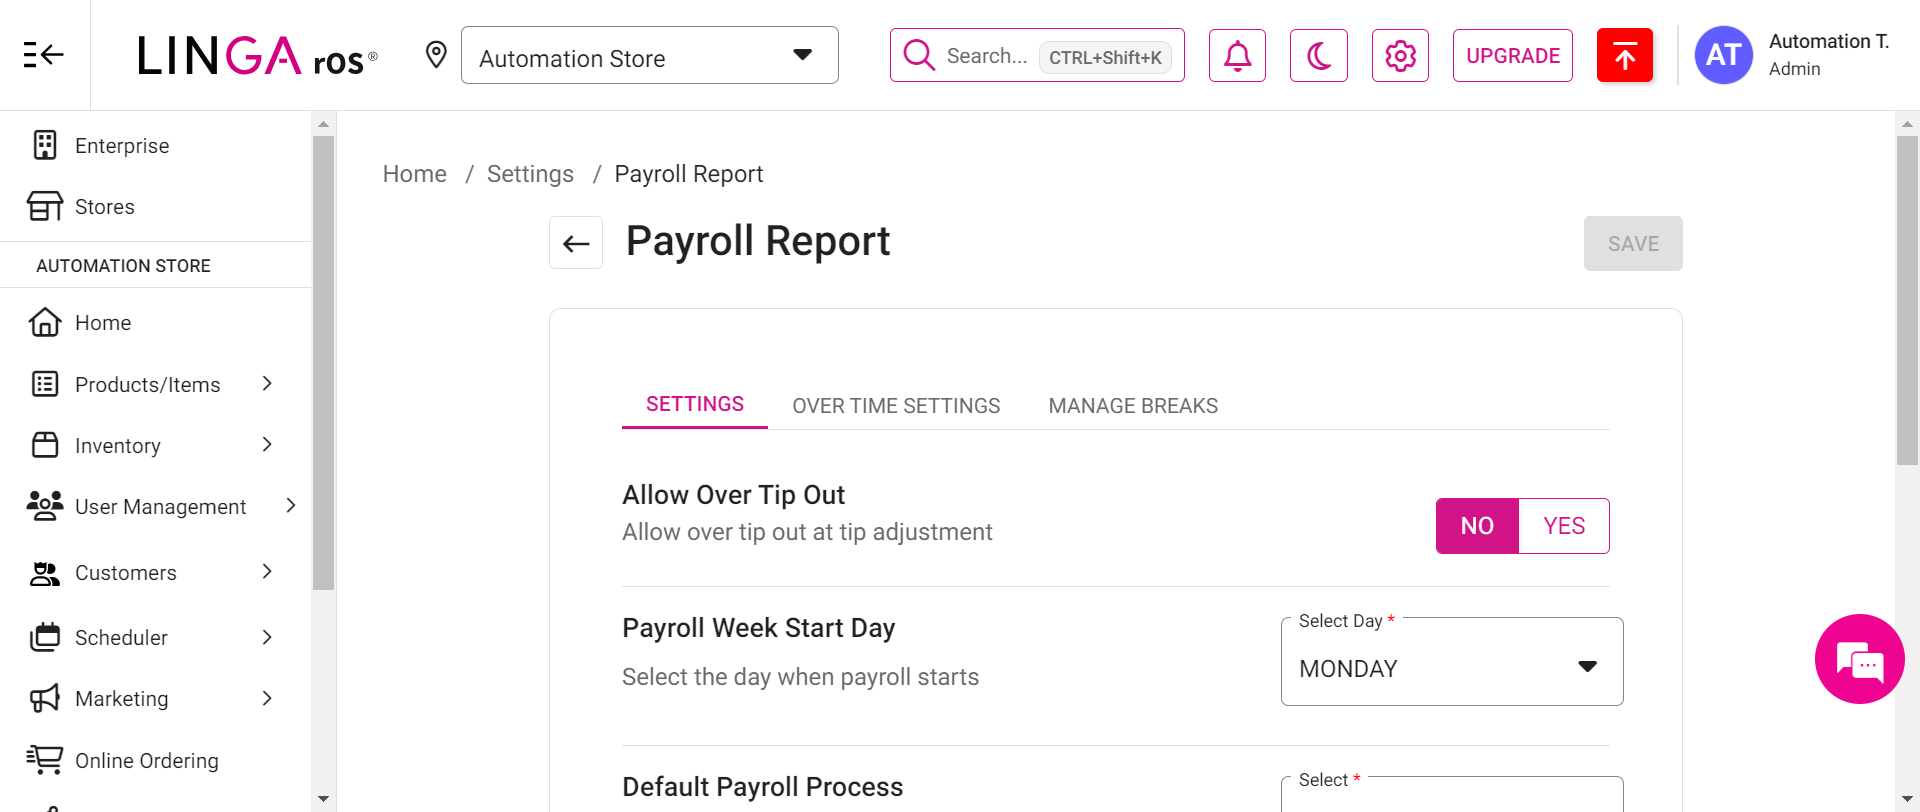 LINGA ros®
Automation Store
Search... CTRL+Shift+K
UPGRADE
AT
Automation T.
Admin
Enterprise
Stores
AUTOMATION STORE
Home
Products/Items
Inventory
User Management
Customers
Scheduler
Marketing
Online Ordering
Home / Settings / Payroll Report
Payroll Report
SAVE
SETTINGS OVER TIME SETTINGS MANAGE BREAKS
Allow Over Tip Out
Allow over tip out at tip adjustment
NO YES
Payroll Week Start Day
Select the day when payroll starts
Select Day *
MONDAY
Default Payroll Process
Select *